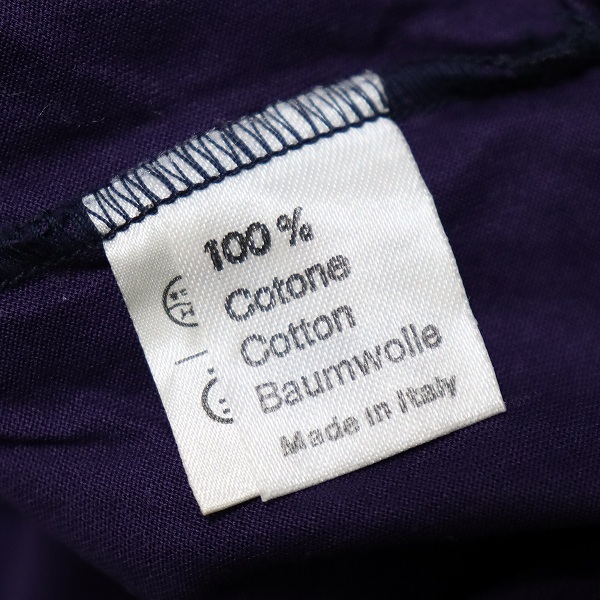 100 %
Cotone
Cotton
Baumwolle
Made in Italy